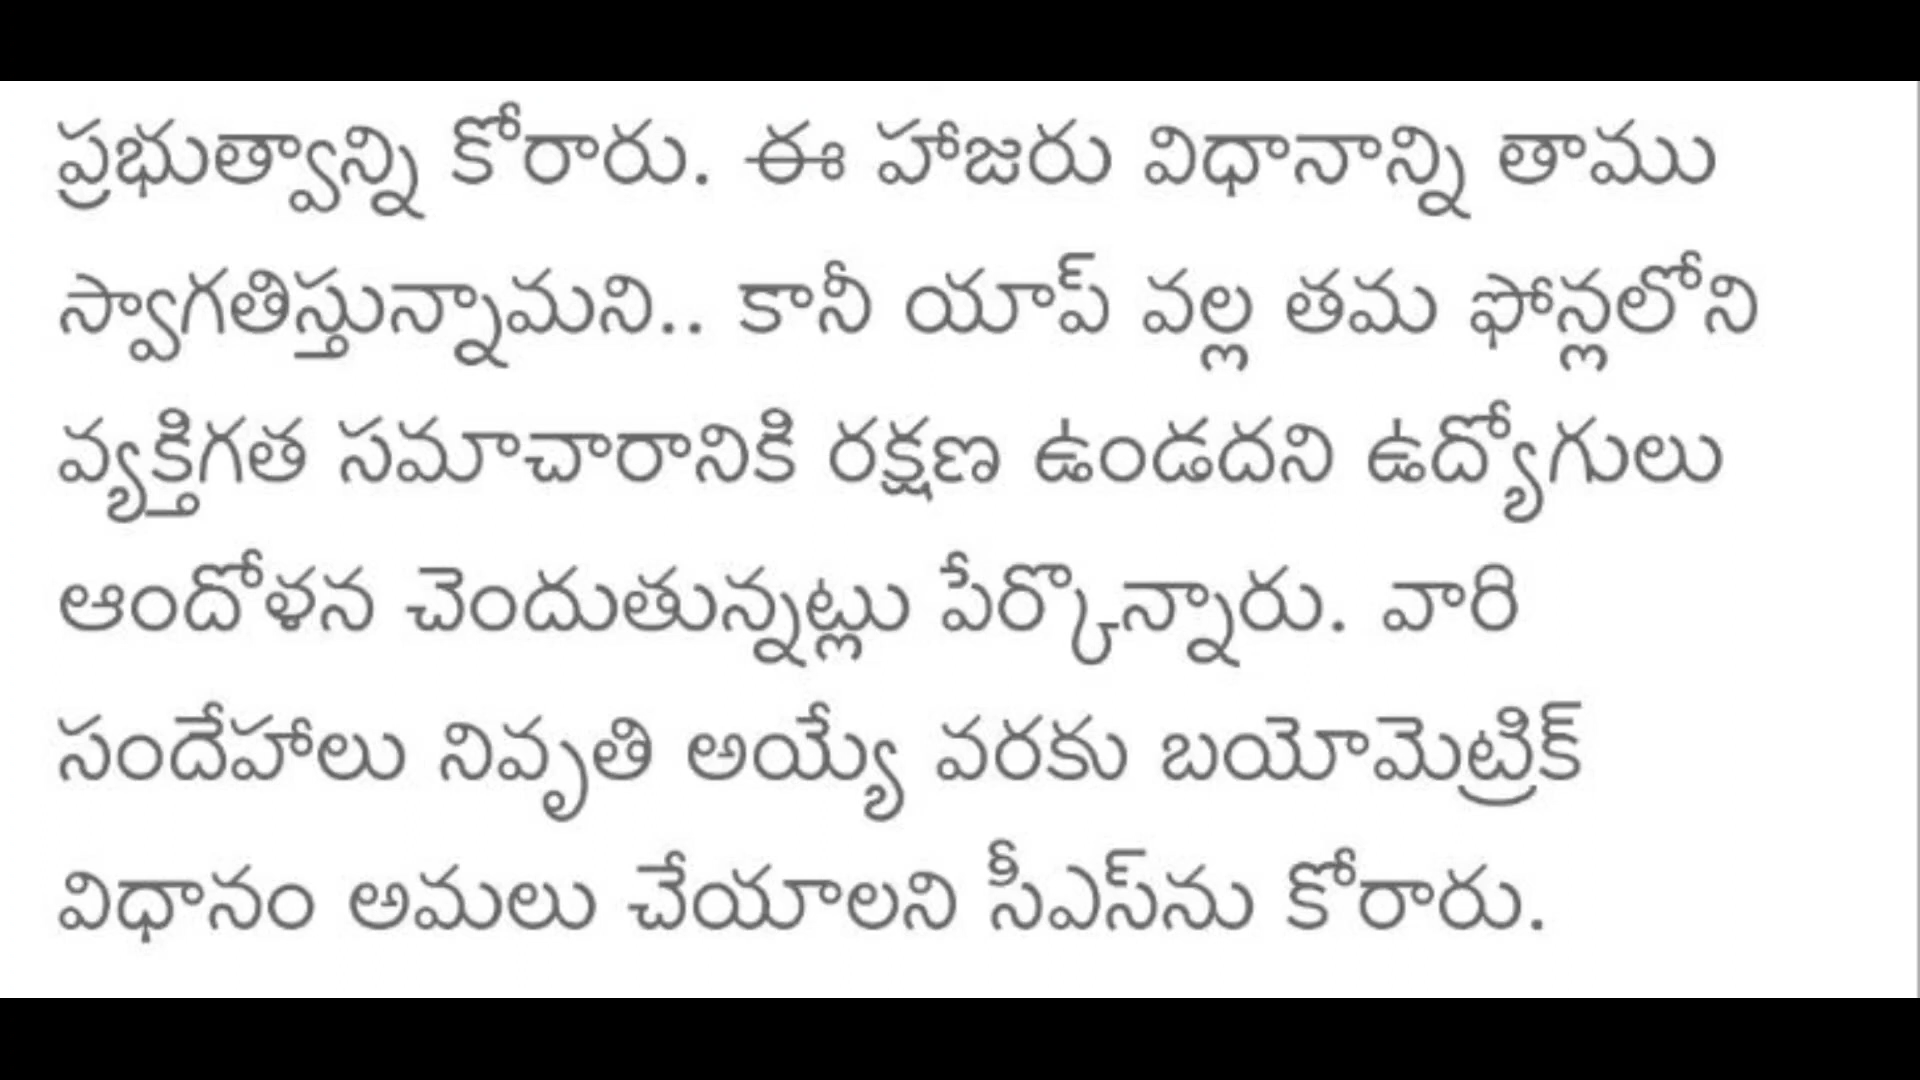 ప్రభుత్వాన్ని కోరారు. ఈ హాజరు విధానాన్ని తాము
స్వాగతిస్తున్నామని.. కానీ యాప్ వల్ల తమ ఫోన్లలోని
వ్యక్తిగత సమాచారానికి రక్షణ ఉండదని ఉద్యోగులు
ఆందోళన చెందుతున్నట్లు పేర్కొన్నారు. వారి
సందేహాలు నివృతి అయ్యే వరకు బయోమెట్రిక్
విధానం అమలు చేయాలని సీఎస్‌ను కోరారు.